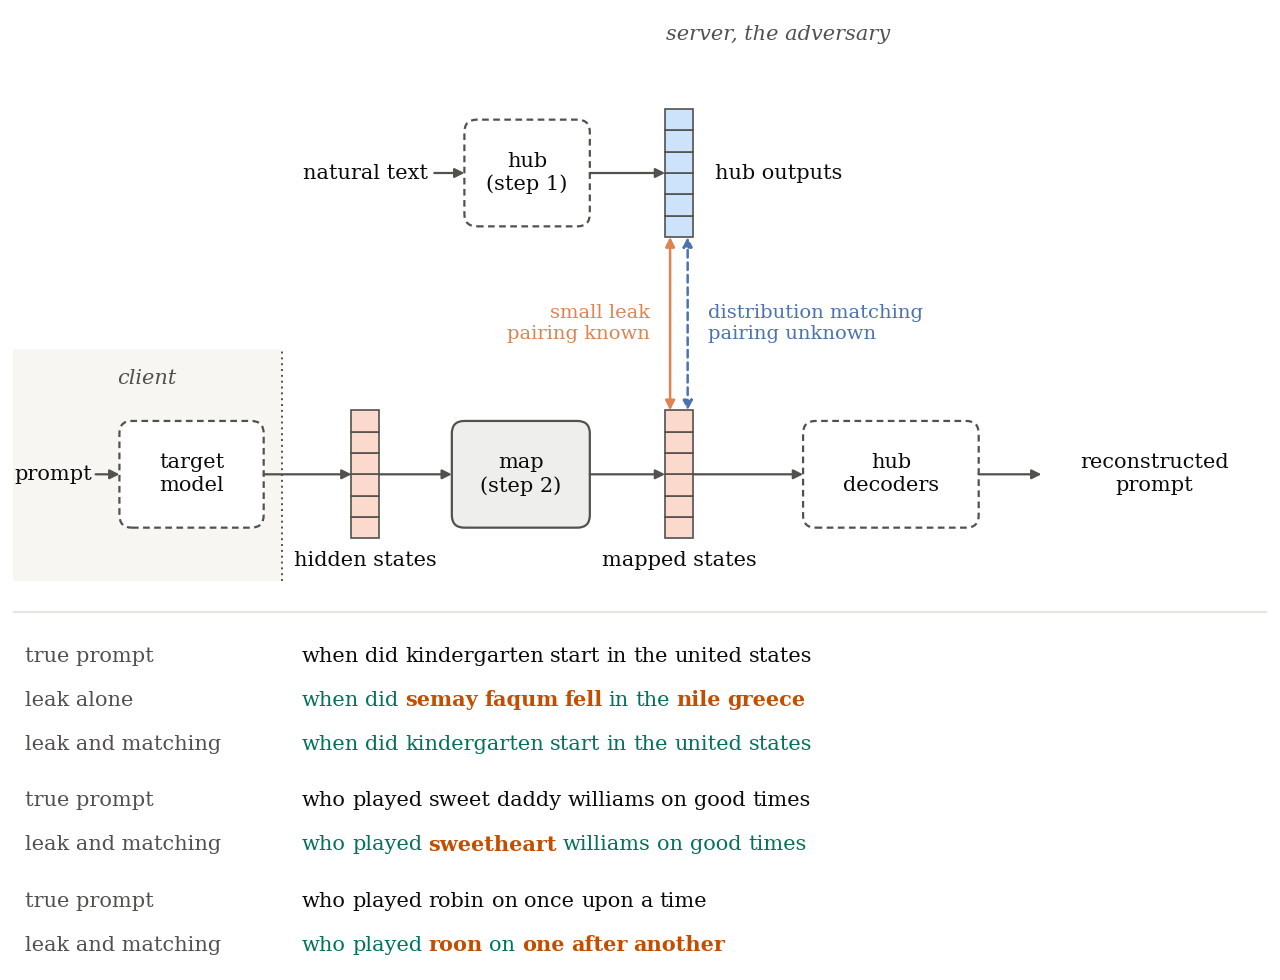 server, the adversary
natural text
hub
(step 1)
hub outputs
small leak
pairing known
distribution matching
pairing unknown
client
prompt
target
model
hidden states
map
(step 2)
mapped states
hub
decoders
reconstructed
prompt
true prompt when did kindergarten start in the united states
leak alone when did semay faqum fell in the nile greece
leak and matching when did kindergarten start in the united states
true prompt who played sweet daddy williams on good times
leak and matching who played sweetheart williams on good times
true prompt who played robin on once upon a time
leak and matching who played roon on one after another